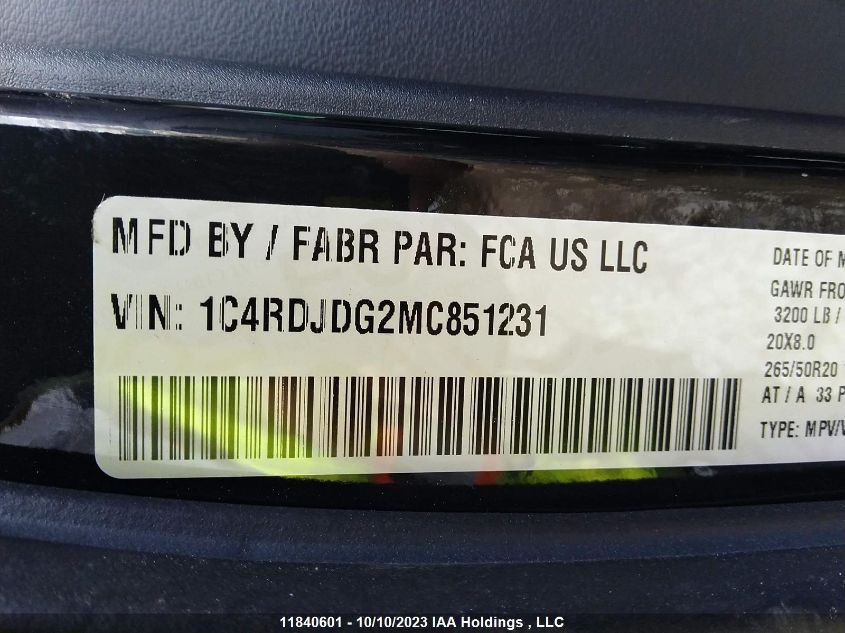 MFD BY / FABR PAR: FCA US LLC
VIN: 1C4RDJDG2MC851231
DATE OF M
GAWR FRO
3200 LB /
20X8.0
265/50R20
AT / A 33 P
TYPE: MPV/
11840601 - 10/10/2023 IAA Holdings , LLC